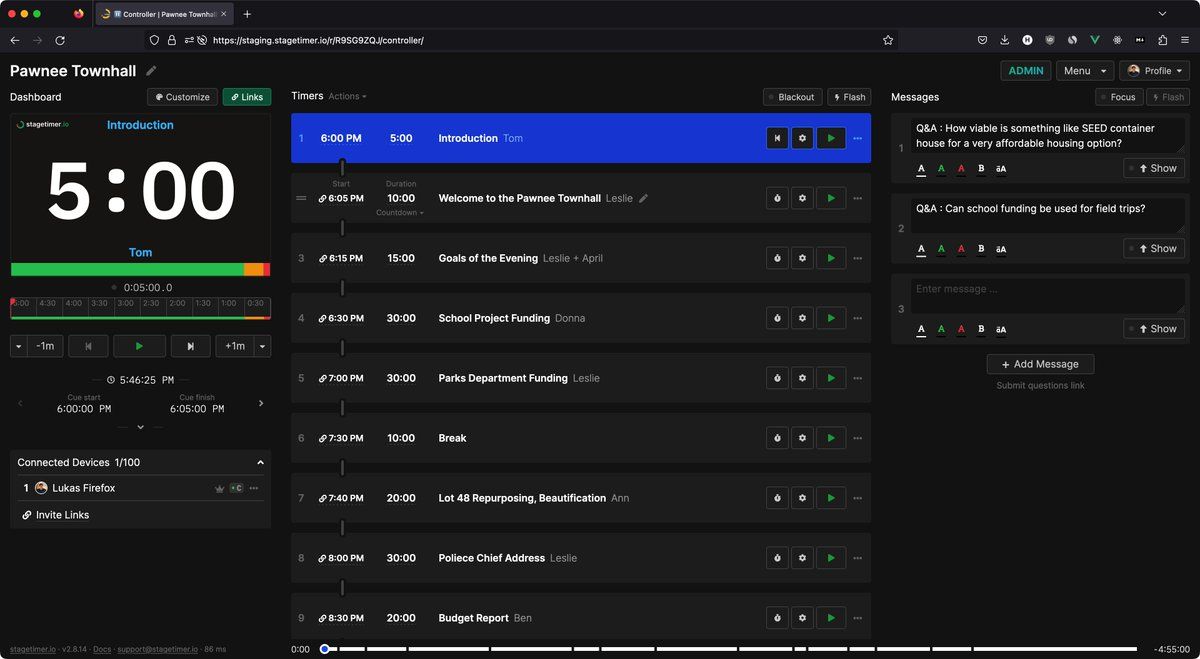 Controller | Pawnee Townhall
https://staging.stagetimer.io/r/R9SG9ZQJ/controller/
Pawnee Townhall
ADMIN
Menu
Profile
Dashboard
Customize
Links
stagetimer.io
Introduction
5:00
Tom
0:05:00.0
5:00 4:30 4:00 3:30 3:00 2:30 2:00 1:30 1:00 0:30
-1m
+1m
5:46:25 PM
Cue start
6:00:00 PM
Cue finish
6:05:00 PM
Connected Devices 1/100
1 Lukas Firefox
C
Invite Links
stagetimer.io · v2.8.14 · Docs · support@stagetimer.io · 86 ms
Timers Actions
Blackout
Flash
1 6:00 PM 5:00 Introduction Tom
Start
Duration
6:05 PM 10:00 Welcome to the Pawnee Townhall Leslie
Countdown
3 6:15 PM 15:00 Goals of the Evening Leslie + April
4 6:30 PM 30:00 School Project Funding Donna
5 7:00 PM 30:00 Parks Department Funding Leslie
6 7:30 PM 10:00 Break
7 7:40 PM 20:00 Lot 48 Repurposing, Beautification Ann
8 8:00 PM 30:00 Poliece Chief Address Leslie
9 8:30 PM 20:00 Budget Report Ben
0:00
-4:55:00
Messages
Focus
Flash
1
Q&A : How viable is something like SEED container
house for a very affordable housing option?
A A A B aA
Show
2
Q&A : Can school funding be used for field trips?
A A A B aA
Show
3
Enter message ...
A A A B aA
Show
+ Add Message
Submit questions link